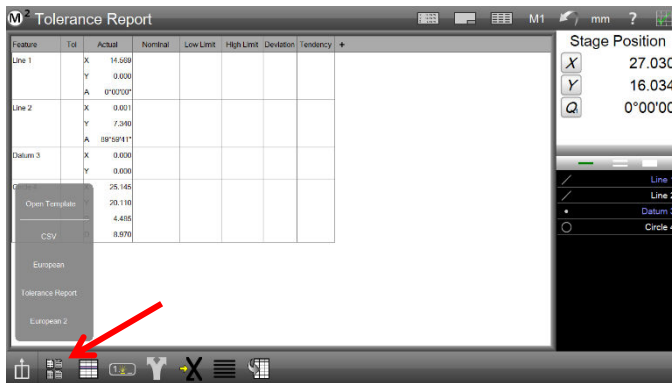 M² Tolerance Report M1 mm ?
Feature Tol Actual Nominal Low Limit High Limit Deviation Tendency +
Line 1 X 14.569
Y 0.000
A 0°00'00"
Line 2 X 0.001
Y 7.340
A 89°59'41"
Datum 3 X 0.000
Y 0.000
25.145
20.110
4.485
8.970
Open Template
CSV
European
Tolerance Report
European 2
Stage Position
X 27.030
Y 16.034
Q 0°00'00
Line 1
Line 2
Datum 3
Circle 4